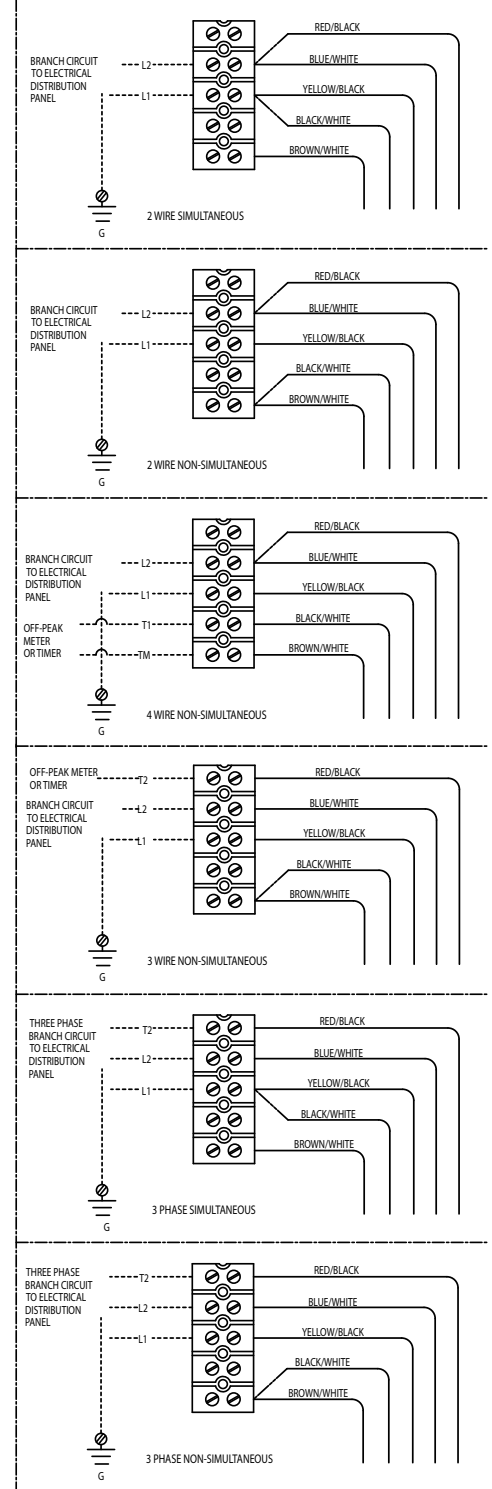 RED/BLACK
BRANCH CIRCUIT
TO ELECTRICAL
DISTRIBUTION
PANEL
L2
BLUE/WHITE
L1
YELLOW/BLACK
BLACK/WHITE
BROWN/WHITE
G
2 WIRE SIMULTANEOUS
RED/BLACK
BRANCH CIRCUIT
TO ELECTRICAL
DISTRIBUTION
PANEL
L2
BLUE/WHITE
L1
YELLOW/BLACK
BLACK/WHITE
BROWN/WHITE
G
2 WIRE NON-SIMULTANEOUS
RED/BLACK
BRANCH CIRCUIT
TO ELECTRICAL
DISTRIBUTION
PANEL
L2
BLUE/WHITE
L1
YELLOW/BLACK
OFF-PEAK
METER
OR TIMER
T1
BLACK/WHITE
TM
BROWN/WHITE
G
4 WIRE NON-SIMULTANEOUS
OFF-PEAK METER
OR TIMER
T2
RED/BLACK
BRANCH CIRCUIT
TO ELECTRICAL
DISTRIBUTION
PANEL
L2
BLUE/WHITE
L1
YELLOW/BLACK
BLACK/WHITE
BROWN/WHITE
G
3 WIRE NON-SIMULTANEOUS
THREE PHASE
BRANCH CIRCUIT
TO ELECTRICAL
DISTRIBUTION
PANEL
T2
RED/BLACK
L2
BLUE/WHITE
L1
YELLOW/BLACK
BLACK/WHITE
BROWN/WHITE
G
3 PHASE SIMULTANEOUS
THREE PHASE
BRANCH CIRCUIT
TO ELECTRICAL
DISTRIBUTION
PANEL
T2
RED/BLACK
L2
BLUE/WHITE
L1
YELLOW/BLACK
BLACK/WHITE
BROWN/WHITE
G
3 PHASE NON-SIMULTANEOUS